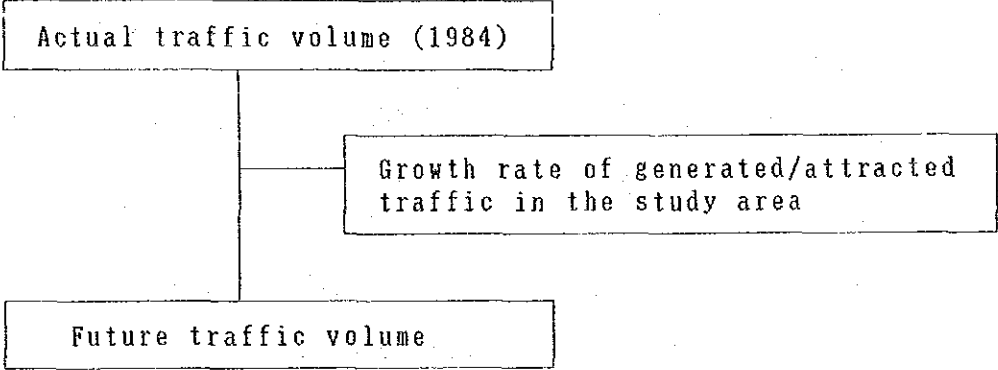 Actual traffic volume (1984)
Growth rate of generated/attracted
traffic in the study area
Future traffic volume